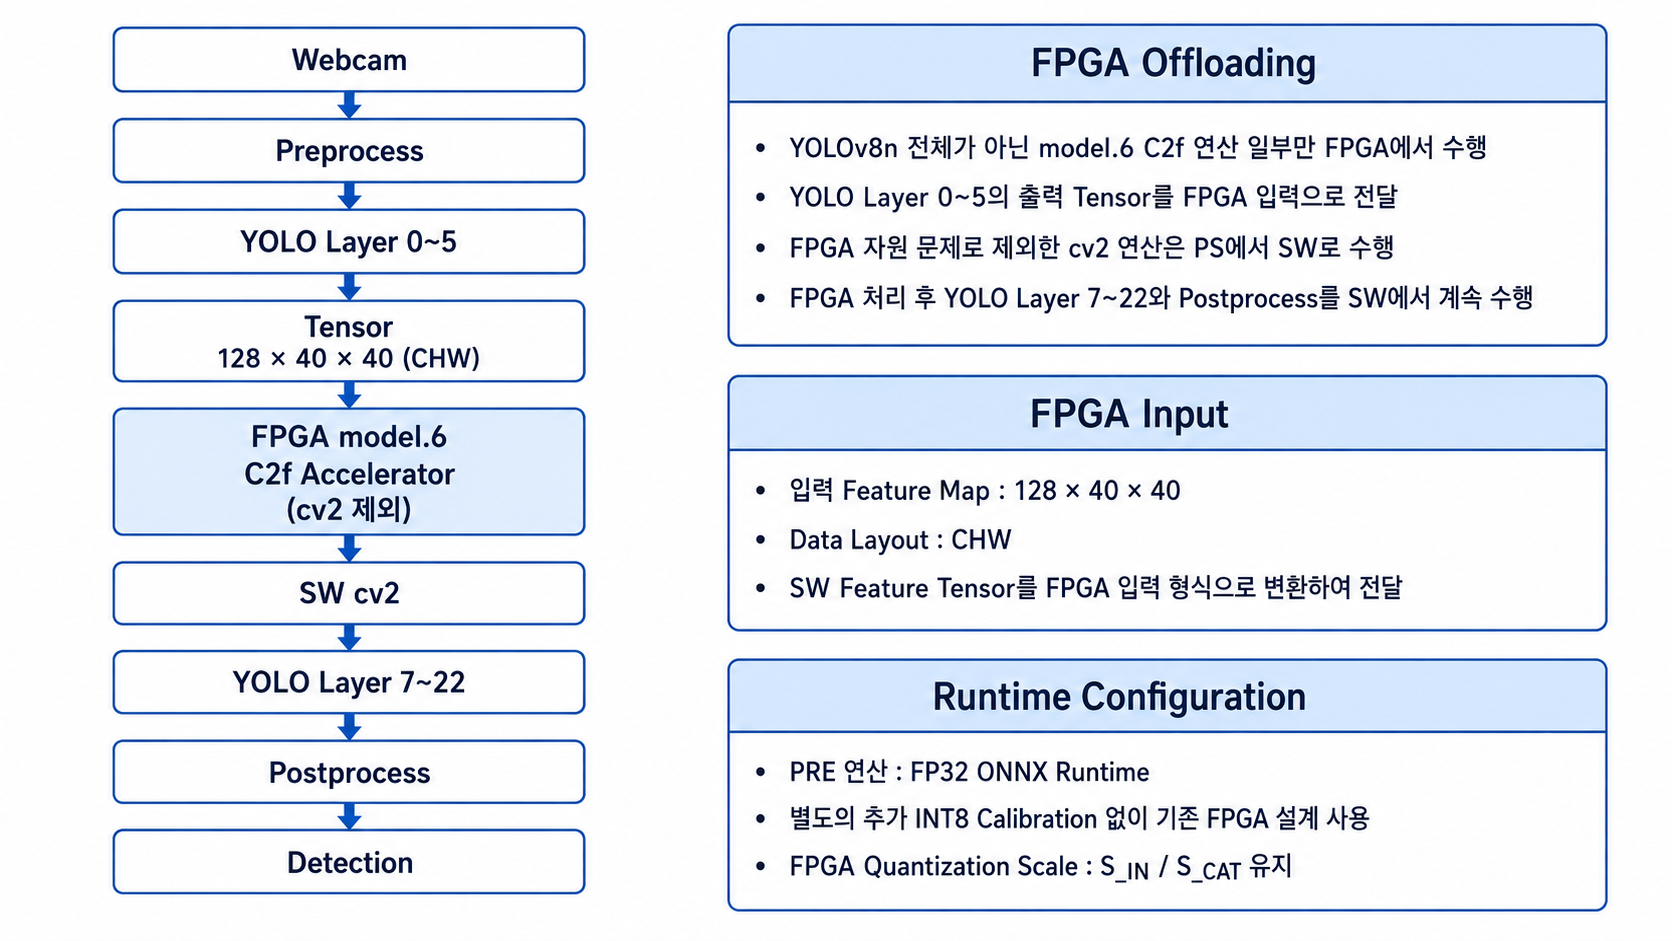 Webcam
Preprocess
YOLO Layer 0~5
Tensor
128 × 40 × 40 (CHW)
FPGA model.6
C2f Accelerator
(cv2 제외)
SW cv2
YOLO Layer 7~22
Postprocess
Detection
FPGA Offloading
• YOLOv8n 전체가 아닌 model.6 C2f 연산 일부만 FPGA에서 수행
• YOLO Layer 0~5의 출력 Tensor를 FPGA 입력으로 전달
• FPGA 자원 문제로 제외한 cv2 연산은 PS에서 SW로 수행
• FPGA 처리 후 YOLO Layer 7~22와 Postprocess를 SW에서 계속 수행
FPGA Input
• 입력 Feature Map : 128 × 40 × 40
• Data Layout : CHW
• SW Feature Tensor를 FPGA 입력 형식으로 변환하여 전달
Runtime Configuration
• PRE 연산 : FP32 ONNX Runtime
• 별도의 추가 INT8 Calibration 없이 기존 FPGA 설계 사용
• FPGA Quantization Scale : S_IN / S_CAT 유지